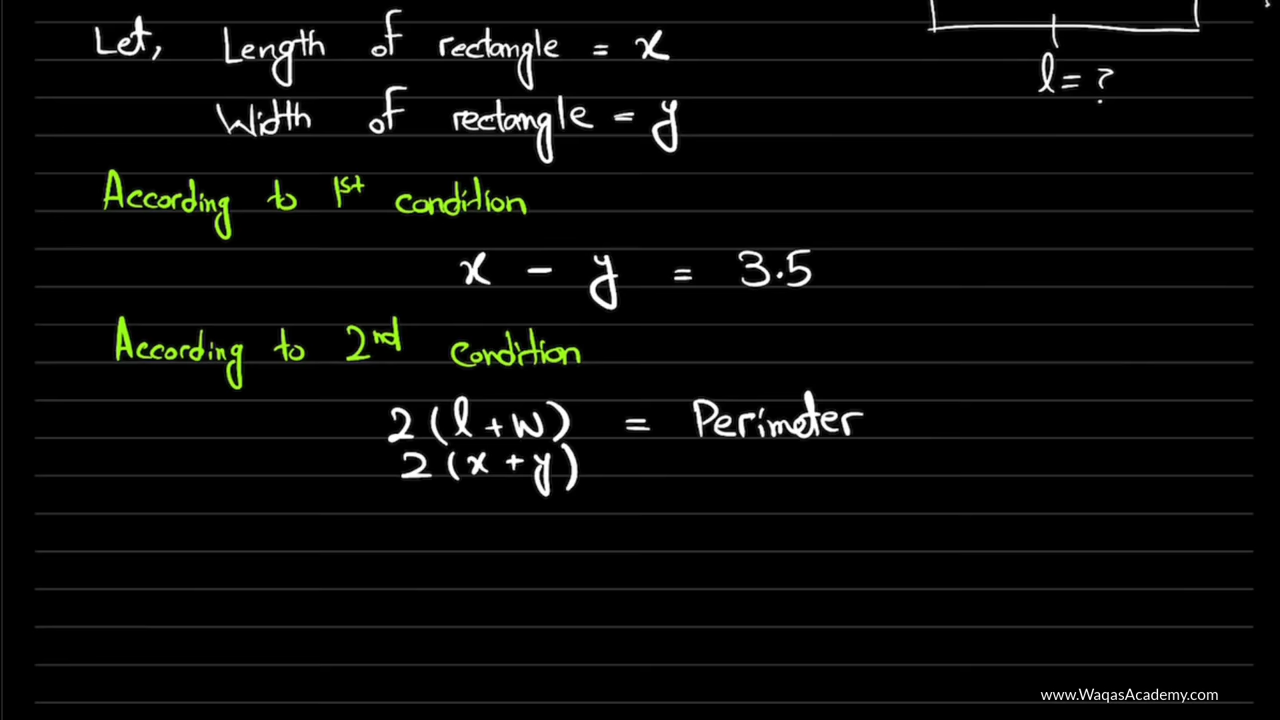 Let, Length of rectangle = x
l = ?
Width of rectangle = y
According to 1st condition
x - y = 3.5
According to 2nd condition
2(l+w) = Perimeter
2(x+y)
www.WaqasAcademy.com